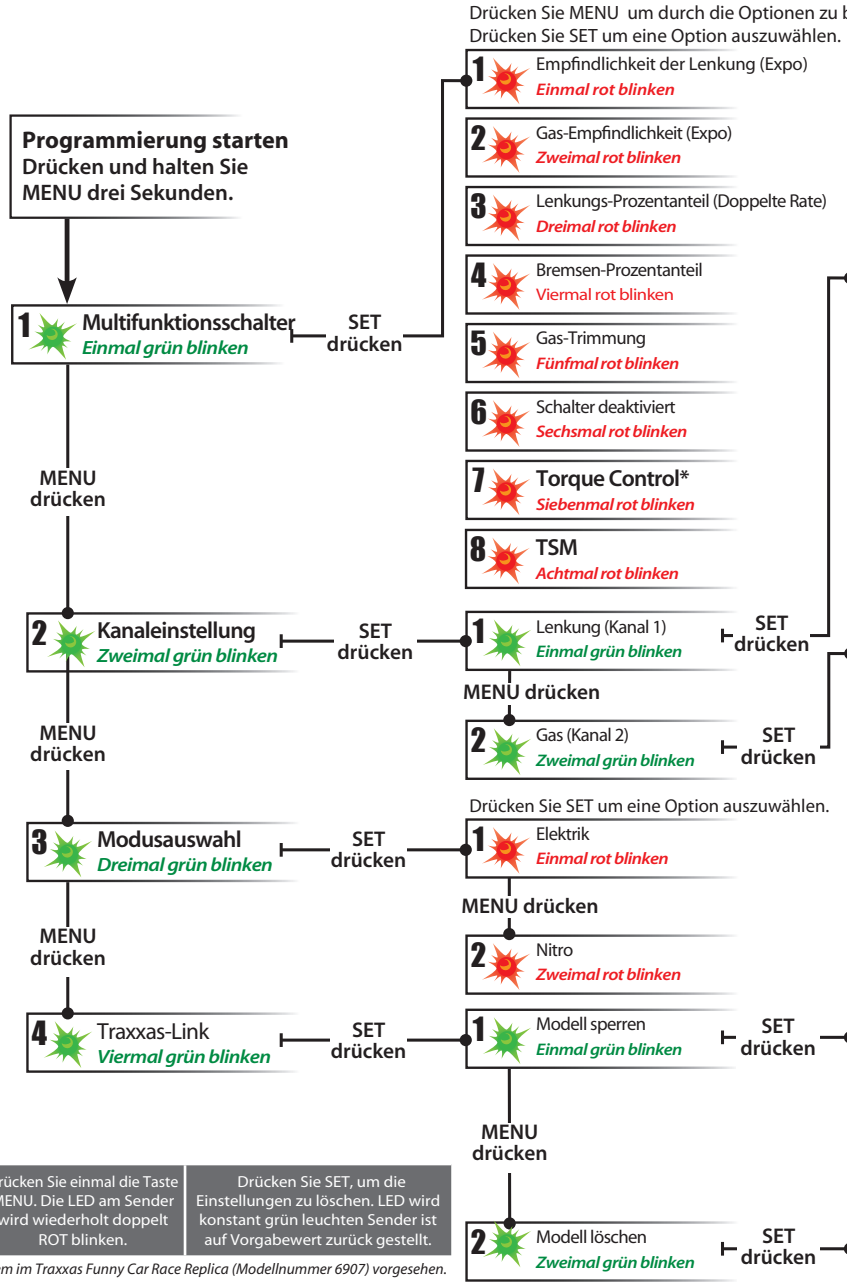 Drücken Sie MENU um durch die Optionen zu
Drücken Sie SET um eine Option auszuwählen.
Programmierung starten
Drücken und halten Sie
MENU drei Sekunden.
1 Multifunktionsschalter
Einmal grün blinken
SET
drücken
1 Empfindlichkeit der Lenkung (Expo)
Einmal rot blinken
2 Gas-Empfindlichkeit (Expo)
Zweimal rot blinken
3 Lenkungs-Prozentanteil (Doppelte Rate)
Dreimal rot blinken
4 Bremsen-Prozentanteil
Viermal rot blinken
5 Gas-Trimmung
Fünfmal rot blinken
6 Schalter deaktiviert
Sechsmal rot blinken
7 Torque Control*
Siebenmal rot blinken
8 TSM
Achtmal rot blinken
MENU
drücken
2 Kanaleinstellung
Zweimal grün blinken
SET
drücken
1 Lenkung (Kanal 1)
Einmal grün blinken
SET
drücken
MENU drücken
2 Gas (Kanal 2)
Zweimal grün blinken
SET
drücken
MENU
drücken
Drücken Sie SET um eine Option auszuwählen.
3 Modusauswahl
Dreimal grün blinken
SET
drücken
1 Elektrik
Einmal rot blinken
MENU drücken
2 Nitro
Zweimal rot blinken
MENU
drücken
4 Traxxas-Link
Viermal grün blinken
SET
drücken
1 Modell sperren
Einmal grün blinken
SET
drücken
MENU
drücken
2 Modell löschen
Zweimal grün blinken
SET
drücken
rücken Sie einmal die Taste
MENU. Die LED am Sender
wird wiederholt doppelt
ROT blinken.
Drücken Sie SET, um die
Einstellungen zu löschen. LED wird
konstant grün leuchten Sender ist
auf Vorgabewert zurück gestellt.
em im Traxxas Funny Car Race Replica (Modellnummer 6907) vorgesehen.